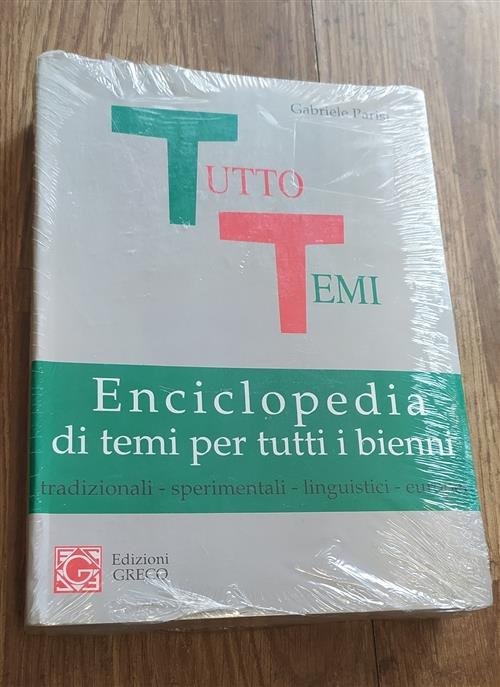 Gabriele Parisi
TUTTO
TEMI
Enciclopedia
di temi per tutti i bienni
tradizionali - sperimentali - linguistici -
G
Edizioni
GRECO